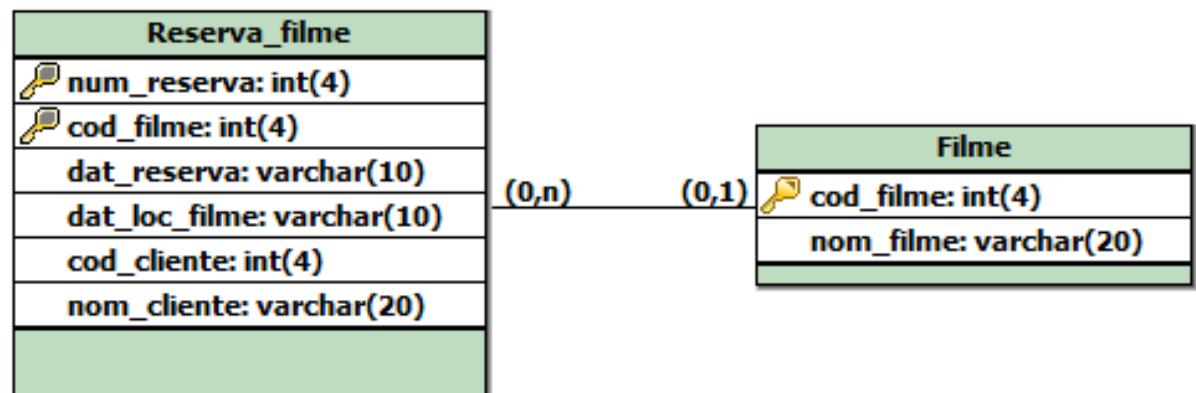 Reserva_filme
num_reserva: int(4)
cod_filme: int(4)
dat_reserva: varchar(10)
dat_loc_filme: varchar(10)
cod_cliente: int(4)
nom_cliente: varchar(20)
(0,n)
(0,1)
Filme
cod_filme: int(4)
nom_filme: varchar(20)